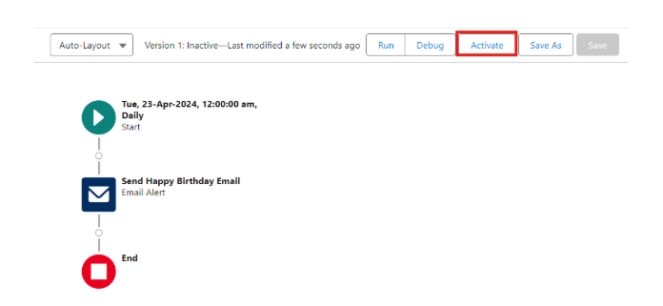 Auto-Layout
Version 1: Inactive—Last modified a few seconds ago
Run
Debug
Activate
Save As
Save
Tue, 23-Apr-2024, 12:00:00 am,
Daily
Start
Send Happy Birthday Email
Email Alert
End